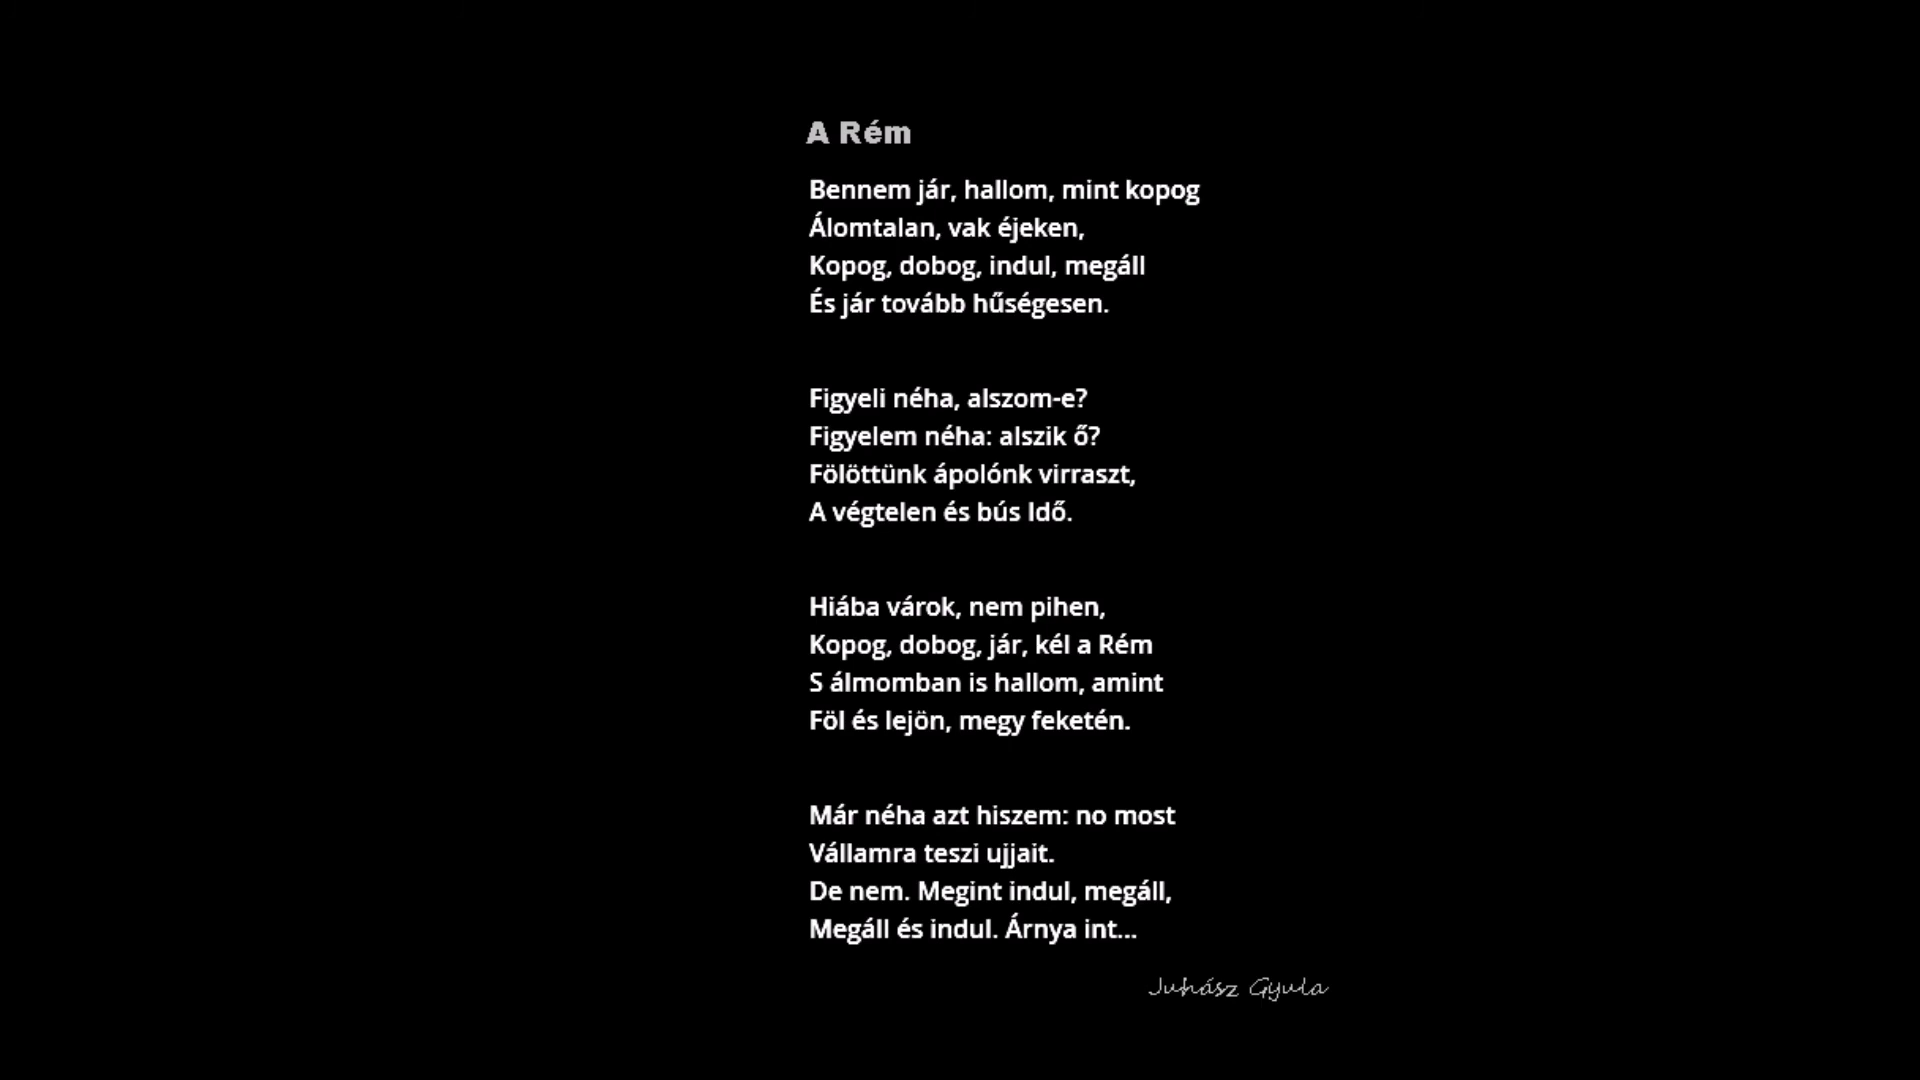 A Rém
Bennem jár, hallom, mint kopog
Álomtalan, vak éjeken,
Kopog, dobog, indul, megáll
És jár tovább hűségesen.
Figyeli néha, alszom-e?
Figyelem néha: alszik ő?
Fölöttünk ápolónk virraszt,
A végtelen és bús Idő.
Hiába várok, nem pihen,
Kopog, dobog, jár, kél a Rém
S álmomban is hallom, amint
Föl és lejön, megy feketén.
Már néha azt hiszem: no most
Vállamra teszi ujjait.
De nem. Megint indul, megáll,
Megáll és indul. Árnya int...
Juhász Gyula